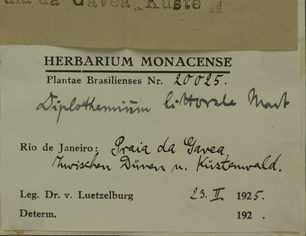 da Gavea, Küste
HERBARIUM MONACENSE
Plantae Brasilienses Nr. 20025.
Diplothemium littorale Mart
Rio de Janeiro: Praia da Gavea,
zwischen Dünen u. Küstenwald.
Leg. Dr. v. Luetzelburg 23. II 1925.
Determ. 192 .